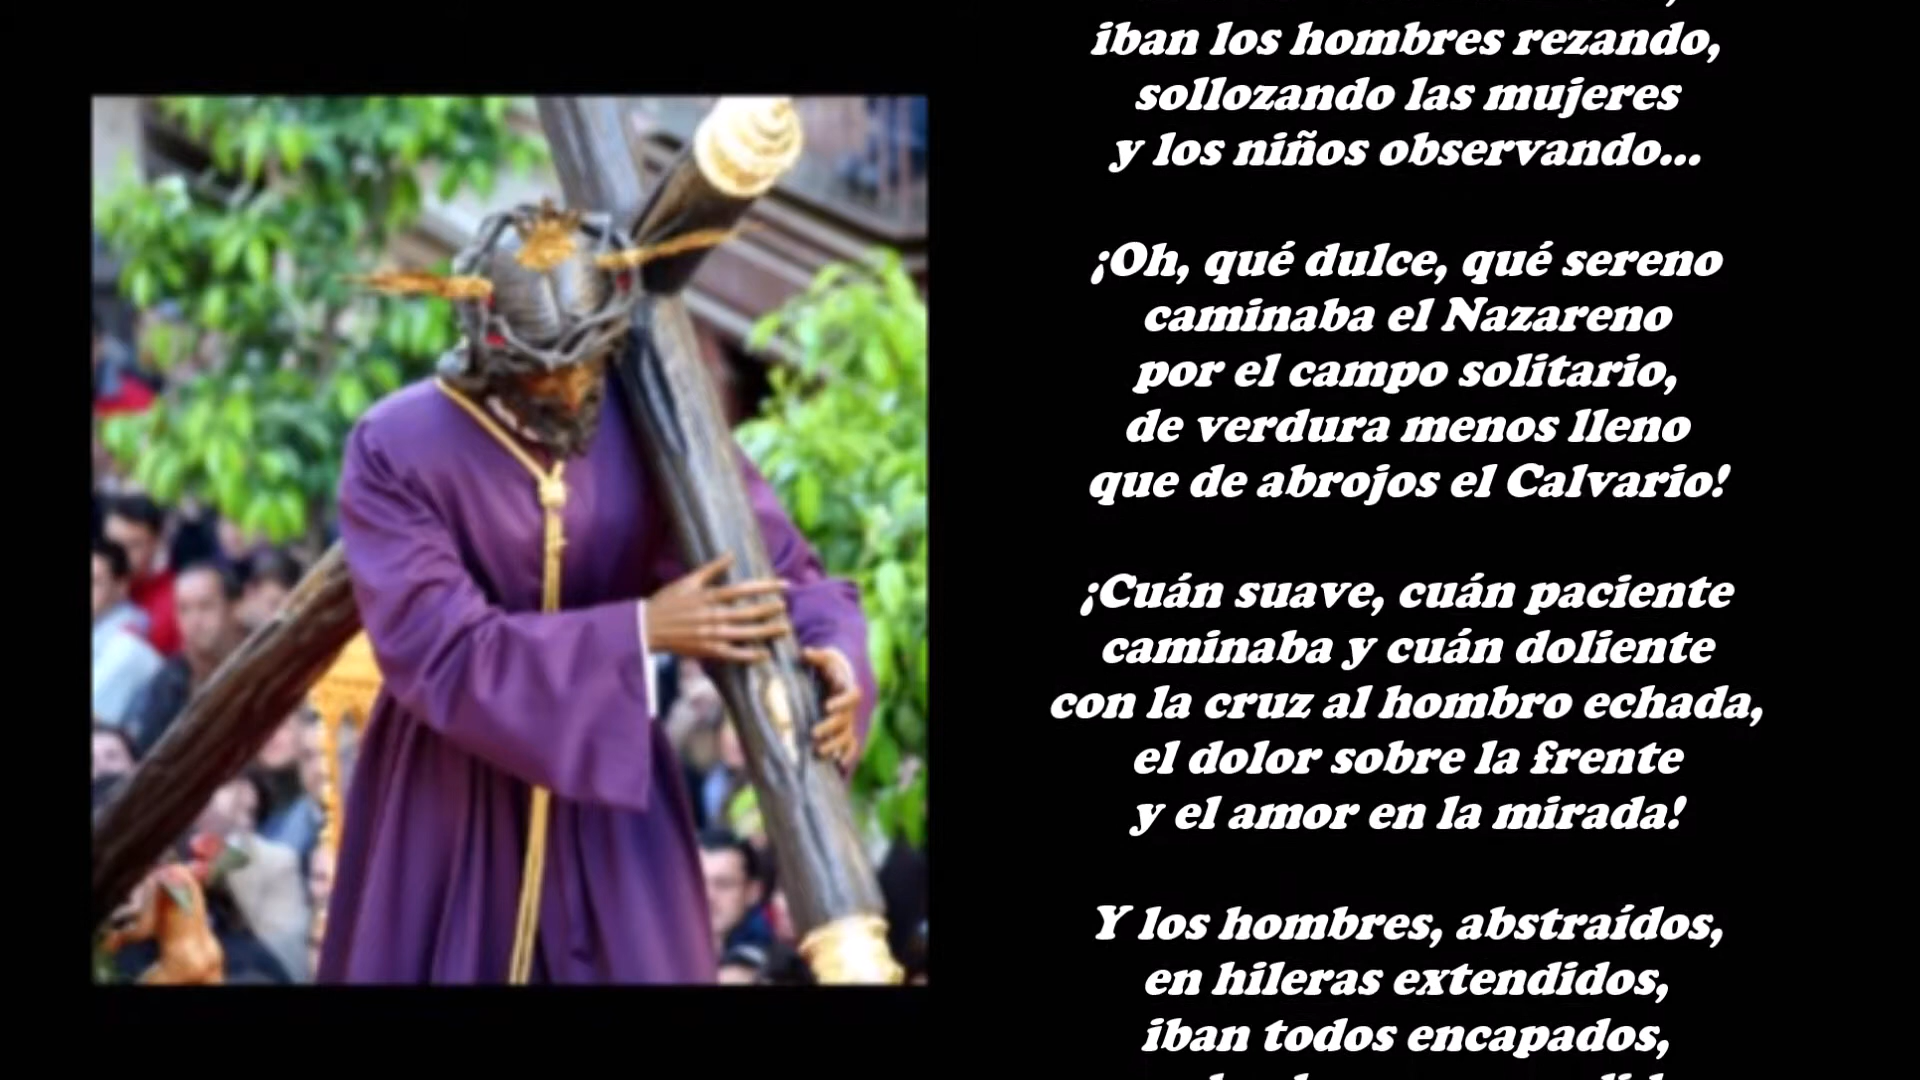 iban los hombres rezando,
sollozando las mujeres
y los niños observando...
¡Oh, qué dulce, qué sereno
caminaba el Nazareno
por el campo solitario,
de verdura menos lleno
que de abrojos el Calvario!
¡Cuán suave, cuán paciente
caminaba y cuán doliente
con la cruz al hombro echada,
el dolor sobre la frente
y el amor en la mirada!
Y los hombres, abstraídos,
en hileras extendidos,
iban todos encapados,